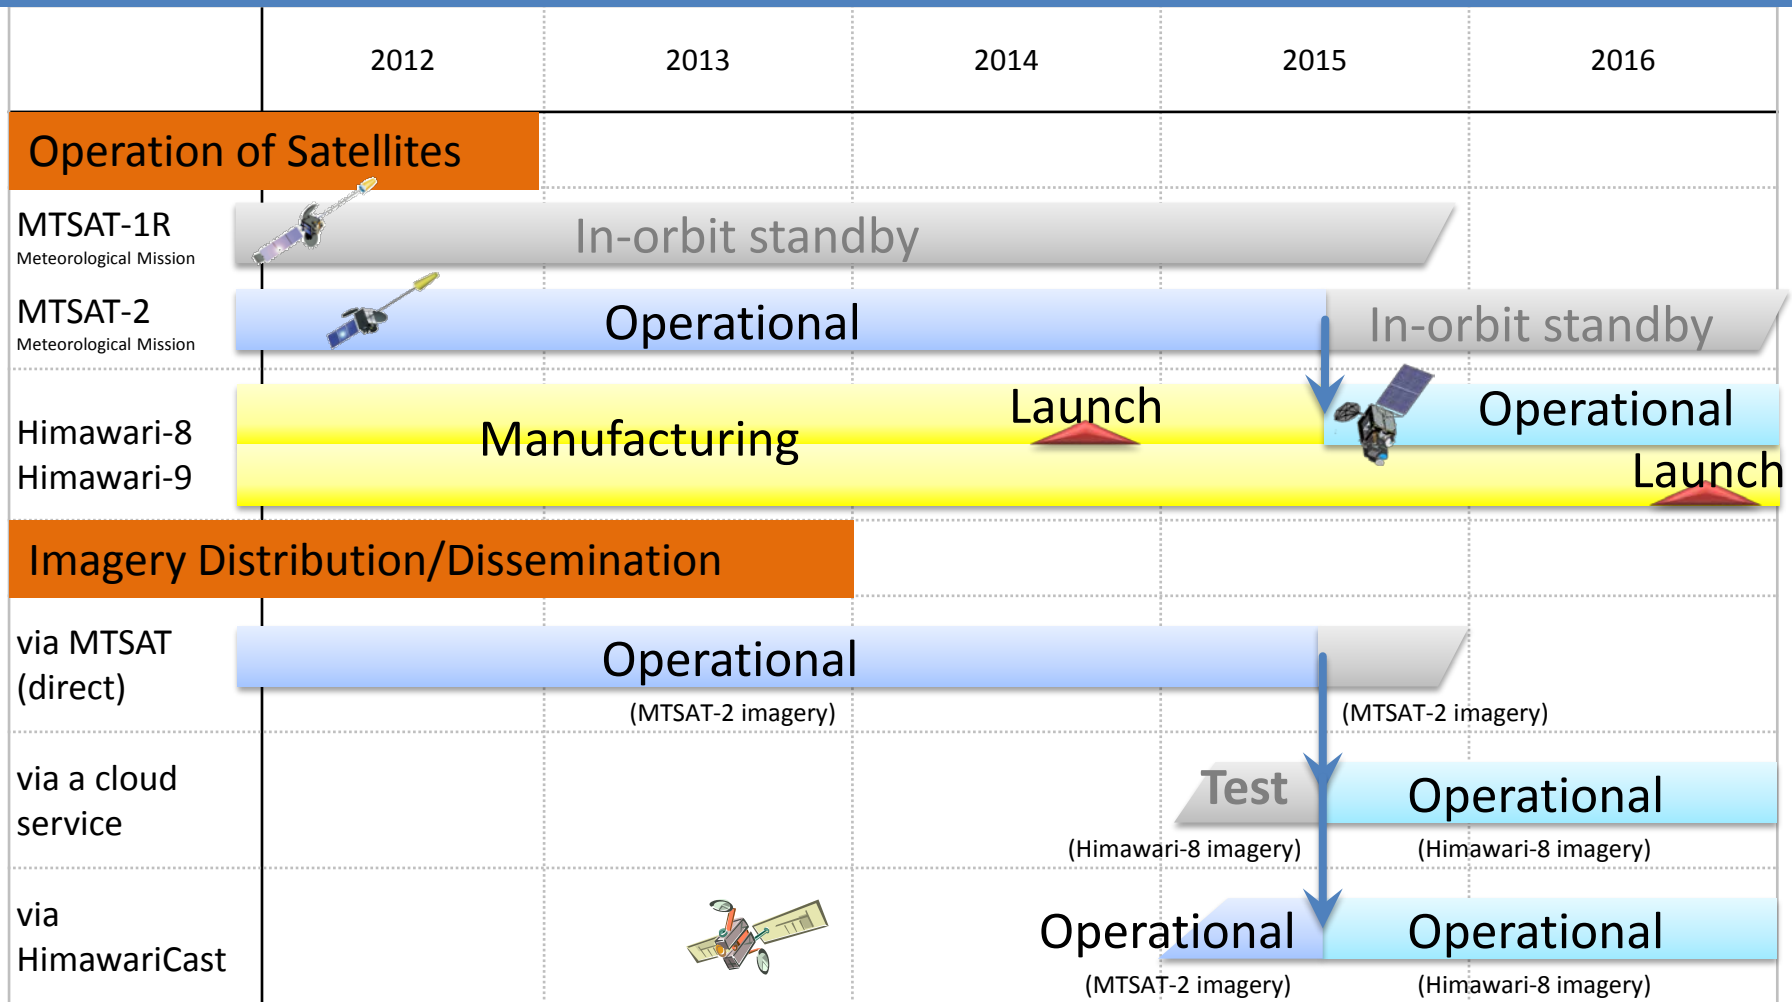 2012 2013 2014 2015 2016
Operation of Satellites
MTSAT-1R
Meteorological Mission
In-orbit standby
MTSAT-2
Meteorological Mission
Operational
In-orbit standby
Himawari-8
Himawari-9
Manufacturing
Launch
Operational
Launch
Imagery Distribution/Dissemination
via MTSAT
(direct)
Operational
(MTSAT-2 imagery)
(MTSAT-2 imagery)
via a cloud
service
Test
Operational
(Himawari-8 imagery)
(Himawari-8 imagery)
via
HimawariCast
Operational
Operational
(MTSAT-2 imagery)
(Himawari-8 imagery)